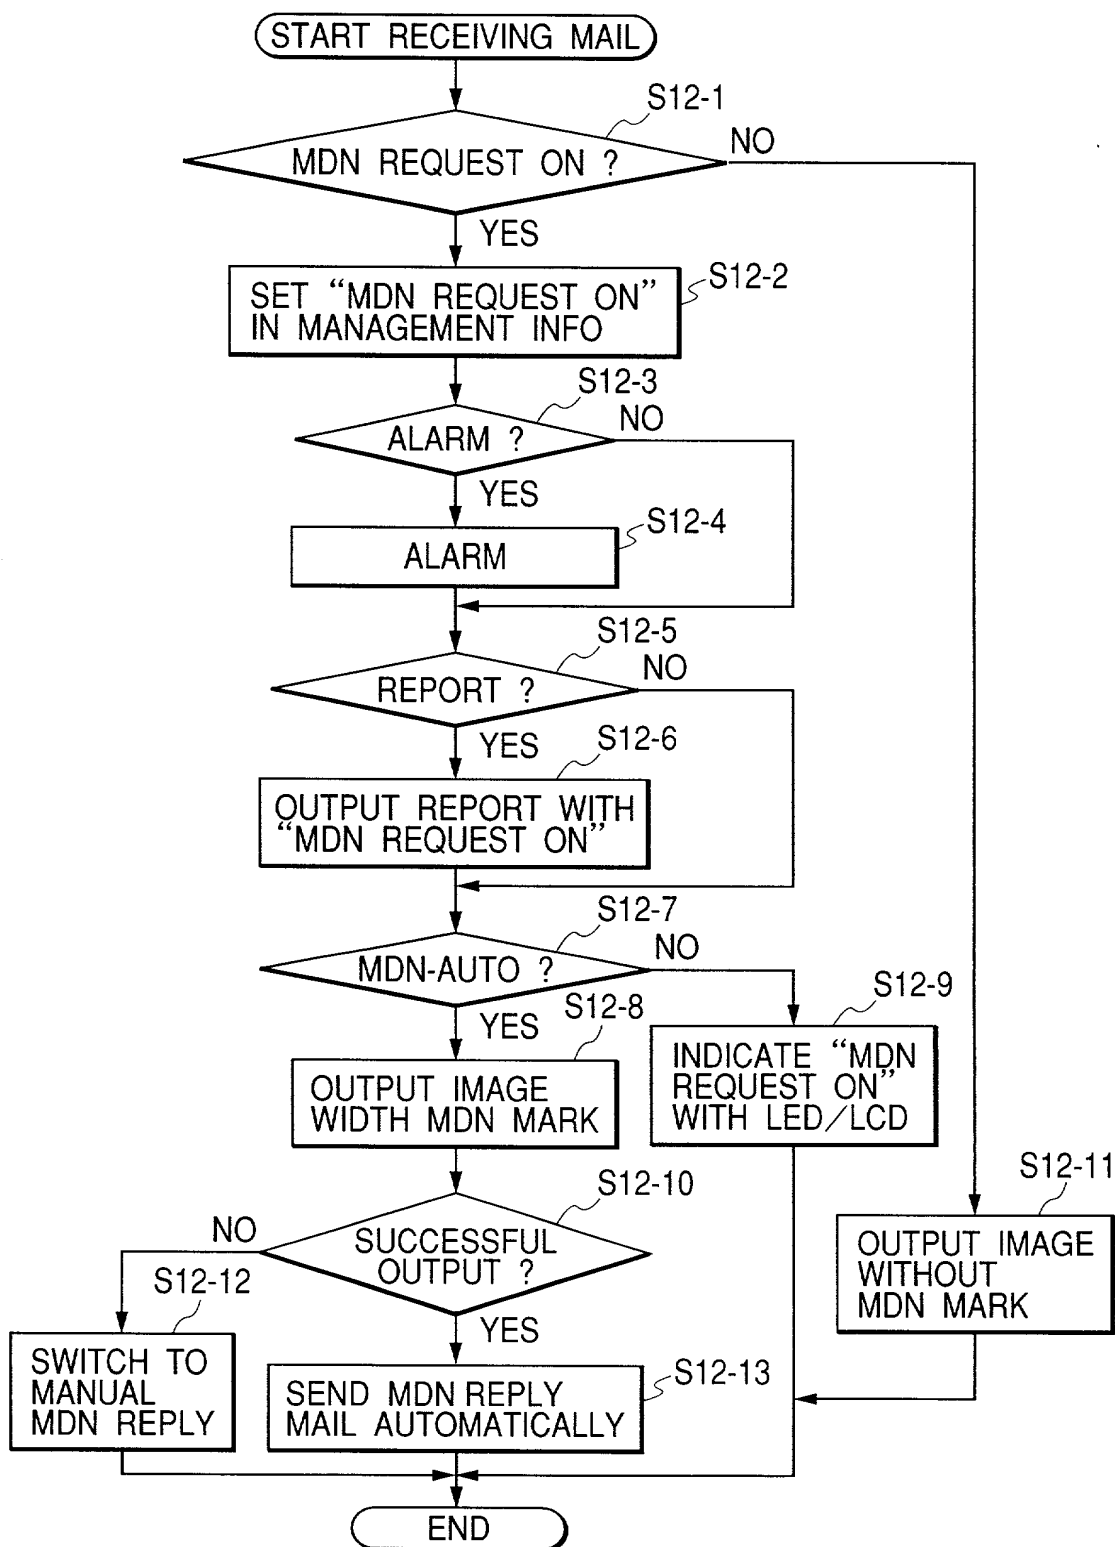 START RECEIVING MAIL
S12-1
MDN REQUEST ON ?
NO
YES
S12-2
SET “MDN REQUEST ON”
IN MANAGEMENT INFO
S12-3
ALARM ?
NO
YES
S12-4
ALARM
S12-5
REPORT ?
NO
YES
S12-6
OUTPUT REPORT WITH
“MDN REQUEST ON”
S12-7
MDN-AUTO ?
NO
YES
S12-8
OUTPUT IMAGE
WIDTH MDN MARK
S12-9
INDICATE “MDN
REQUEST ON”
WITH LED/LCD
S12-10
SUCCESSFUL
OUTPUT ?
NO
YES
S12-11
OUTPUT IMAGE
WITHOUT
MDN MARK
S12-12
SWITCH TO
MANUAL
MDN REPLY
S12-13
SEND MDN REPLY
MAIL AUTOMATICALLY
END